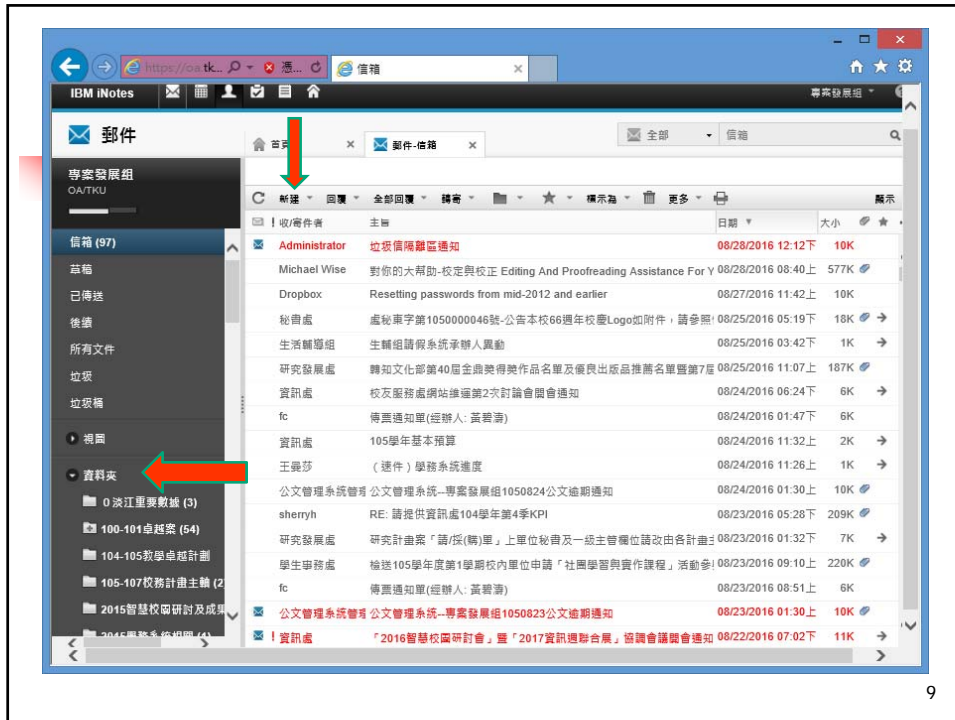 https://oa.tk... 憑... 信箱
IBM iNotes 專案發展組
郵件 全部 信箱
首頁 郵件-信箱
專案發展組
OA/TKU
新建 回覆 全部回覆 轉寄 標示為 更多 顯示
! 收/寄件者 主旨 日期 大小
信箱 (97)
草稿
已傳送
後續
所有文件
垃圾
垃圾桶
視圖
資料夾
0 淡江重要數據 (3)
100-101卓越案 (54)
104-105教學卓越計劃
105-107校務計畫主軸 (2
2015智慧校園研討及成果
Administrator 垃圾信隔離區通知 08/28/2016 12:12下 10K
Michael Wise 對你的大幫助-校定與校正 Editing And Proofreading Assistance For Y 08/28/2016 08:40上 577K
Dropbox Resetting passwords from mid-2012 and earlier 08/27/2016 11:42上 10K
秘書處 處秘東字第1050000046號-公告本校66週年校慶Logo如附件，請參照 08/25/2016 05:19下 18K
生活輔導組 生輔組請假系統承辦人異動 08/25/2016 03:42下 1K
研究發展處 轉知文化部第40屆金鼎獎得獎作品名單及優良出版品推薦名單暨第7屆 08/25/2016 11:07上 187K
資訊處 校友服務處網站維運第2次討論會開會通知 08/24/2016 06:24下 6K
fc 傳票通知單(經辦人: 黃碧濤) 08/24/2016 01:47下 6K
資訊處 105學年基本預算 08/24/2016 11:32上 2K
王曼莎 （速件）學務系統進度 08/24/2016 11:26上 1K
公文管理系統管理 公文管理系統--專案發展組1050824公文逾期通知 08/24/2016 01:30上 10K
sherryh RE: 請提供資訊處104學年第4季KPI 08/23/2016 05:28下 209K
研究發展處 研究計畫案「請/採(購)單」上單位秘書及一級主管欄位請改由各計畫主 08/23/2016 01:32下 7K
學生事務處 檢送105學年度第1學期校內單位申請「社團學習與實作課程」活動參 08/23/2016 09:10上 220K
fc 傳票通知單(經辦人: 黃碧濤) 08/23/2016 08:51上 6K
公文管理系統管理 公文管理系統--專案發展組1050823公文逾期通知 08/23/2016 01:30上 10K
! 資訊處 「2016智慧校園研討會」暨「2017資訊週聯合展」協調會議開會通知 08/22/2016 07:02下 11K
9